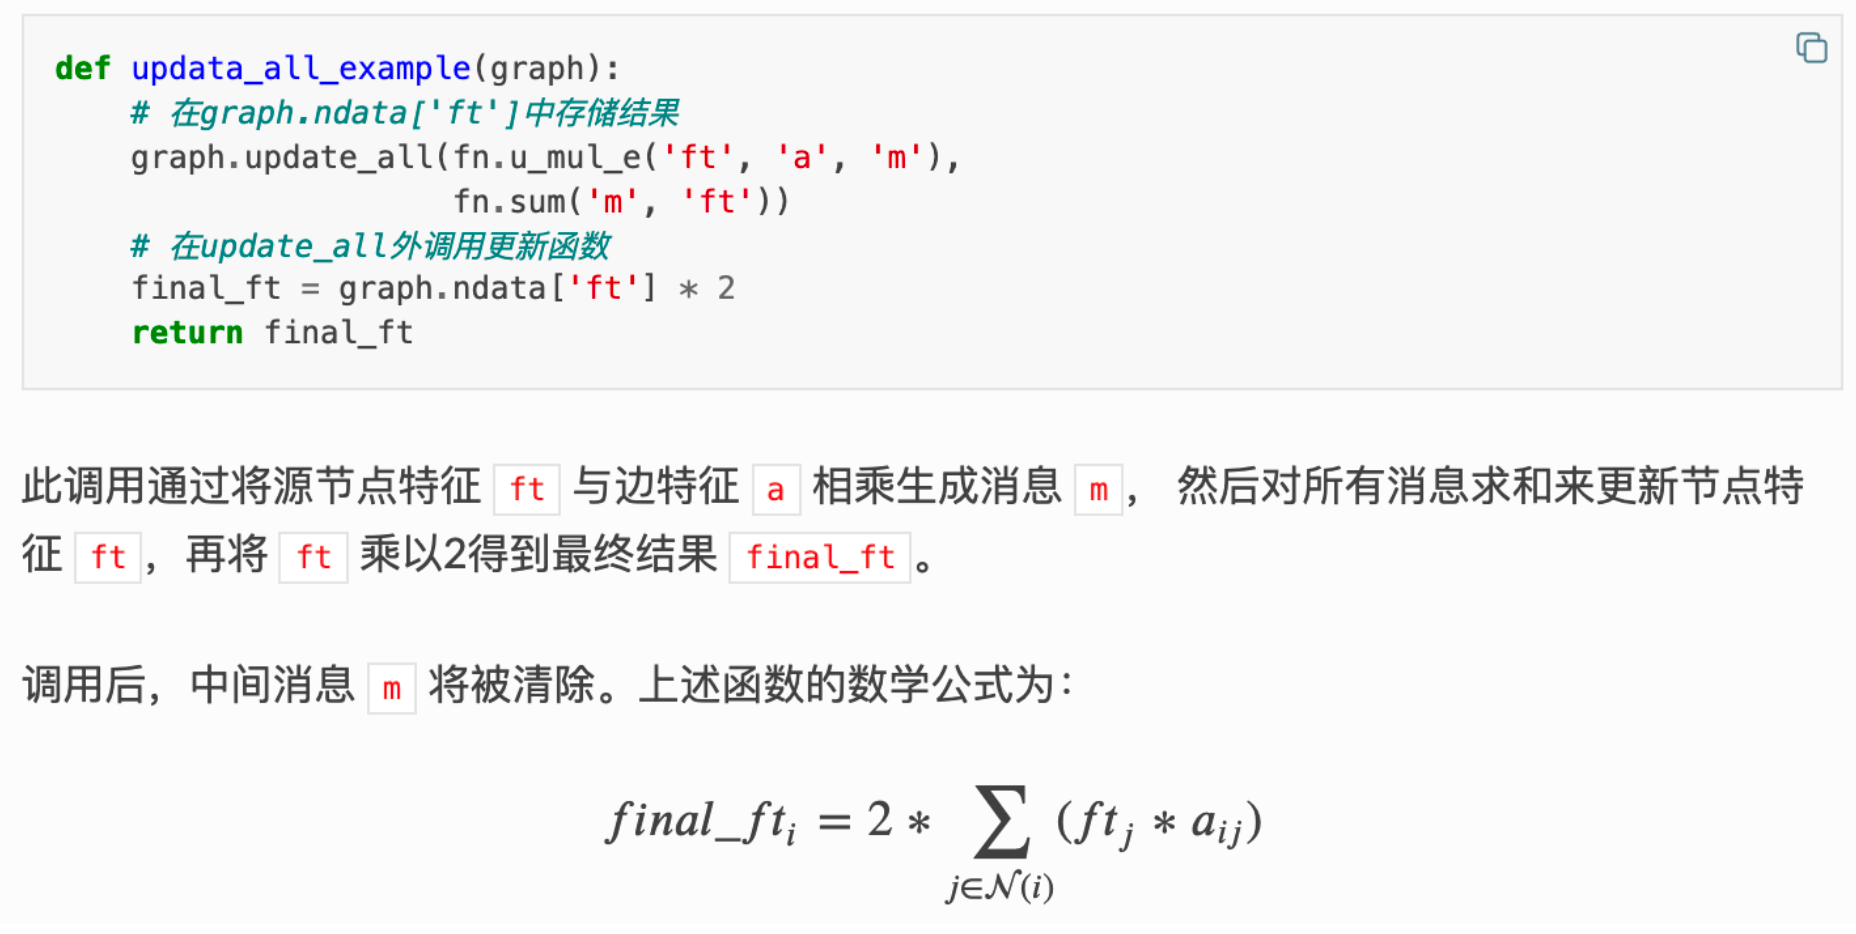 def updata_all_example(graph):
    # 在graph.ndata['ft']中存储结果
    graph.update_all(fn.u_mul_e('ft', 'a', 'm'),
                     fn.sum('m', 'ft'))
    # 在update_all外调用更新函数
    final_ft = graph.ndata['ft'] * 2
    return final_ft
此调用通过将源节点特征 ft 与边特征 a 相乘生成消息 m ， 然后对所有消息求和来更新节点特
征 ft ，再将 ft 乘以2得到最终结果 final_ft 。
调用后，中间消息 m 将被清除。上述函数的数学公式为：
final_ft_i = 2 * ∑_{j∈𝒩(i)} (ft_j * a_{ij})